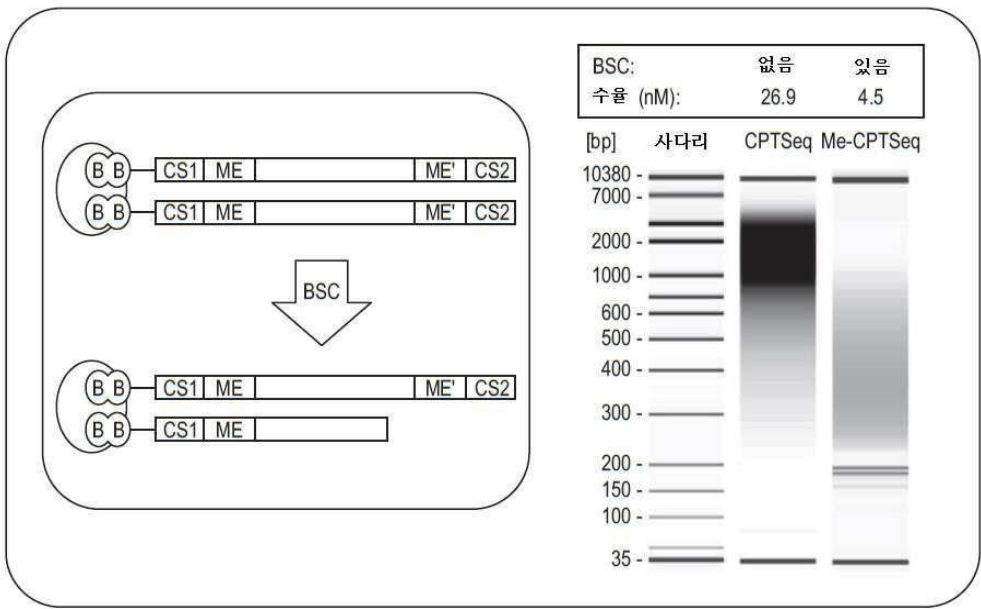 B B CS1 ME ME' CS2
B B CS1 ME ME' CS2
BSC
B B CS1 ME ME' CS2
B B CS1 ME
BSC: 없음 있음
수율 (nM): 26.9 4.5
[bp] 사다리 CPTSeq Me-CPTSeq
10380 -
7000 -
2000 -
1000 -
600 -
500 -
400 -
300 -
200 -
150 -
100 -
35 -